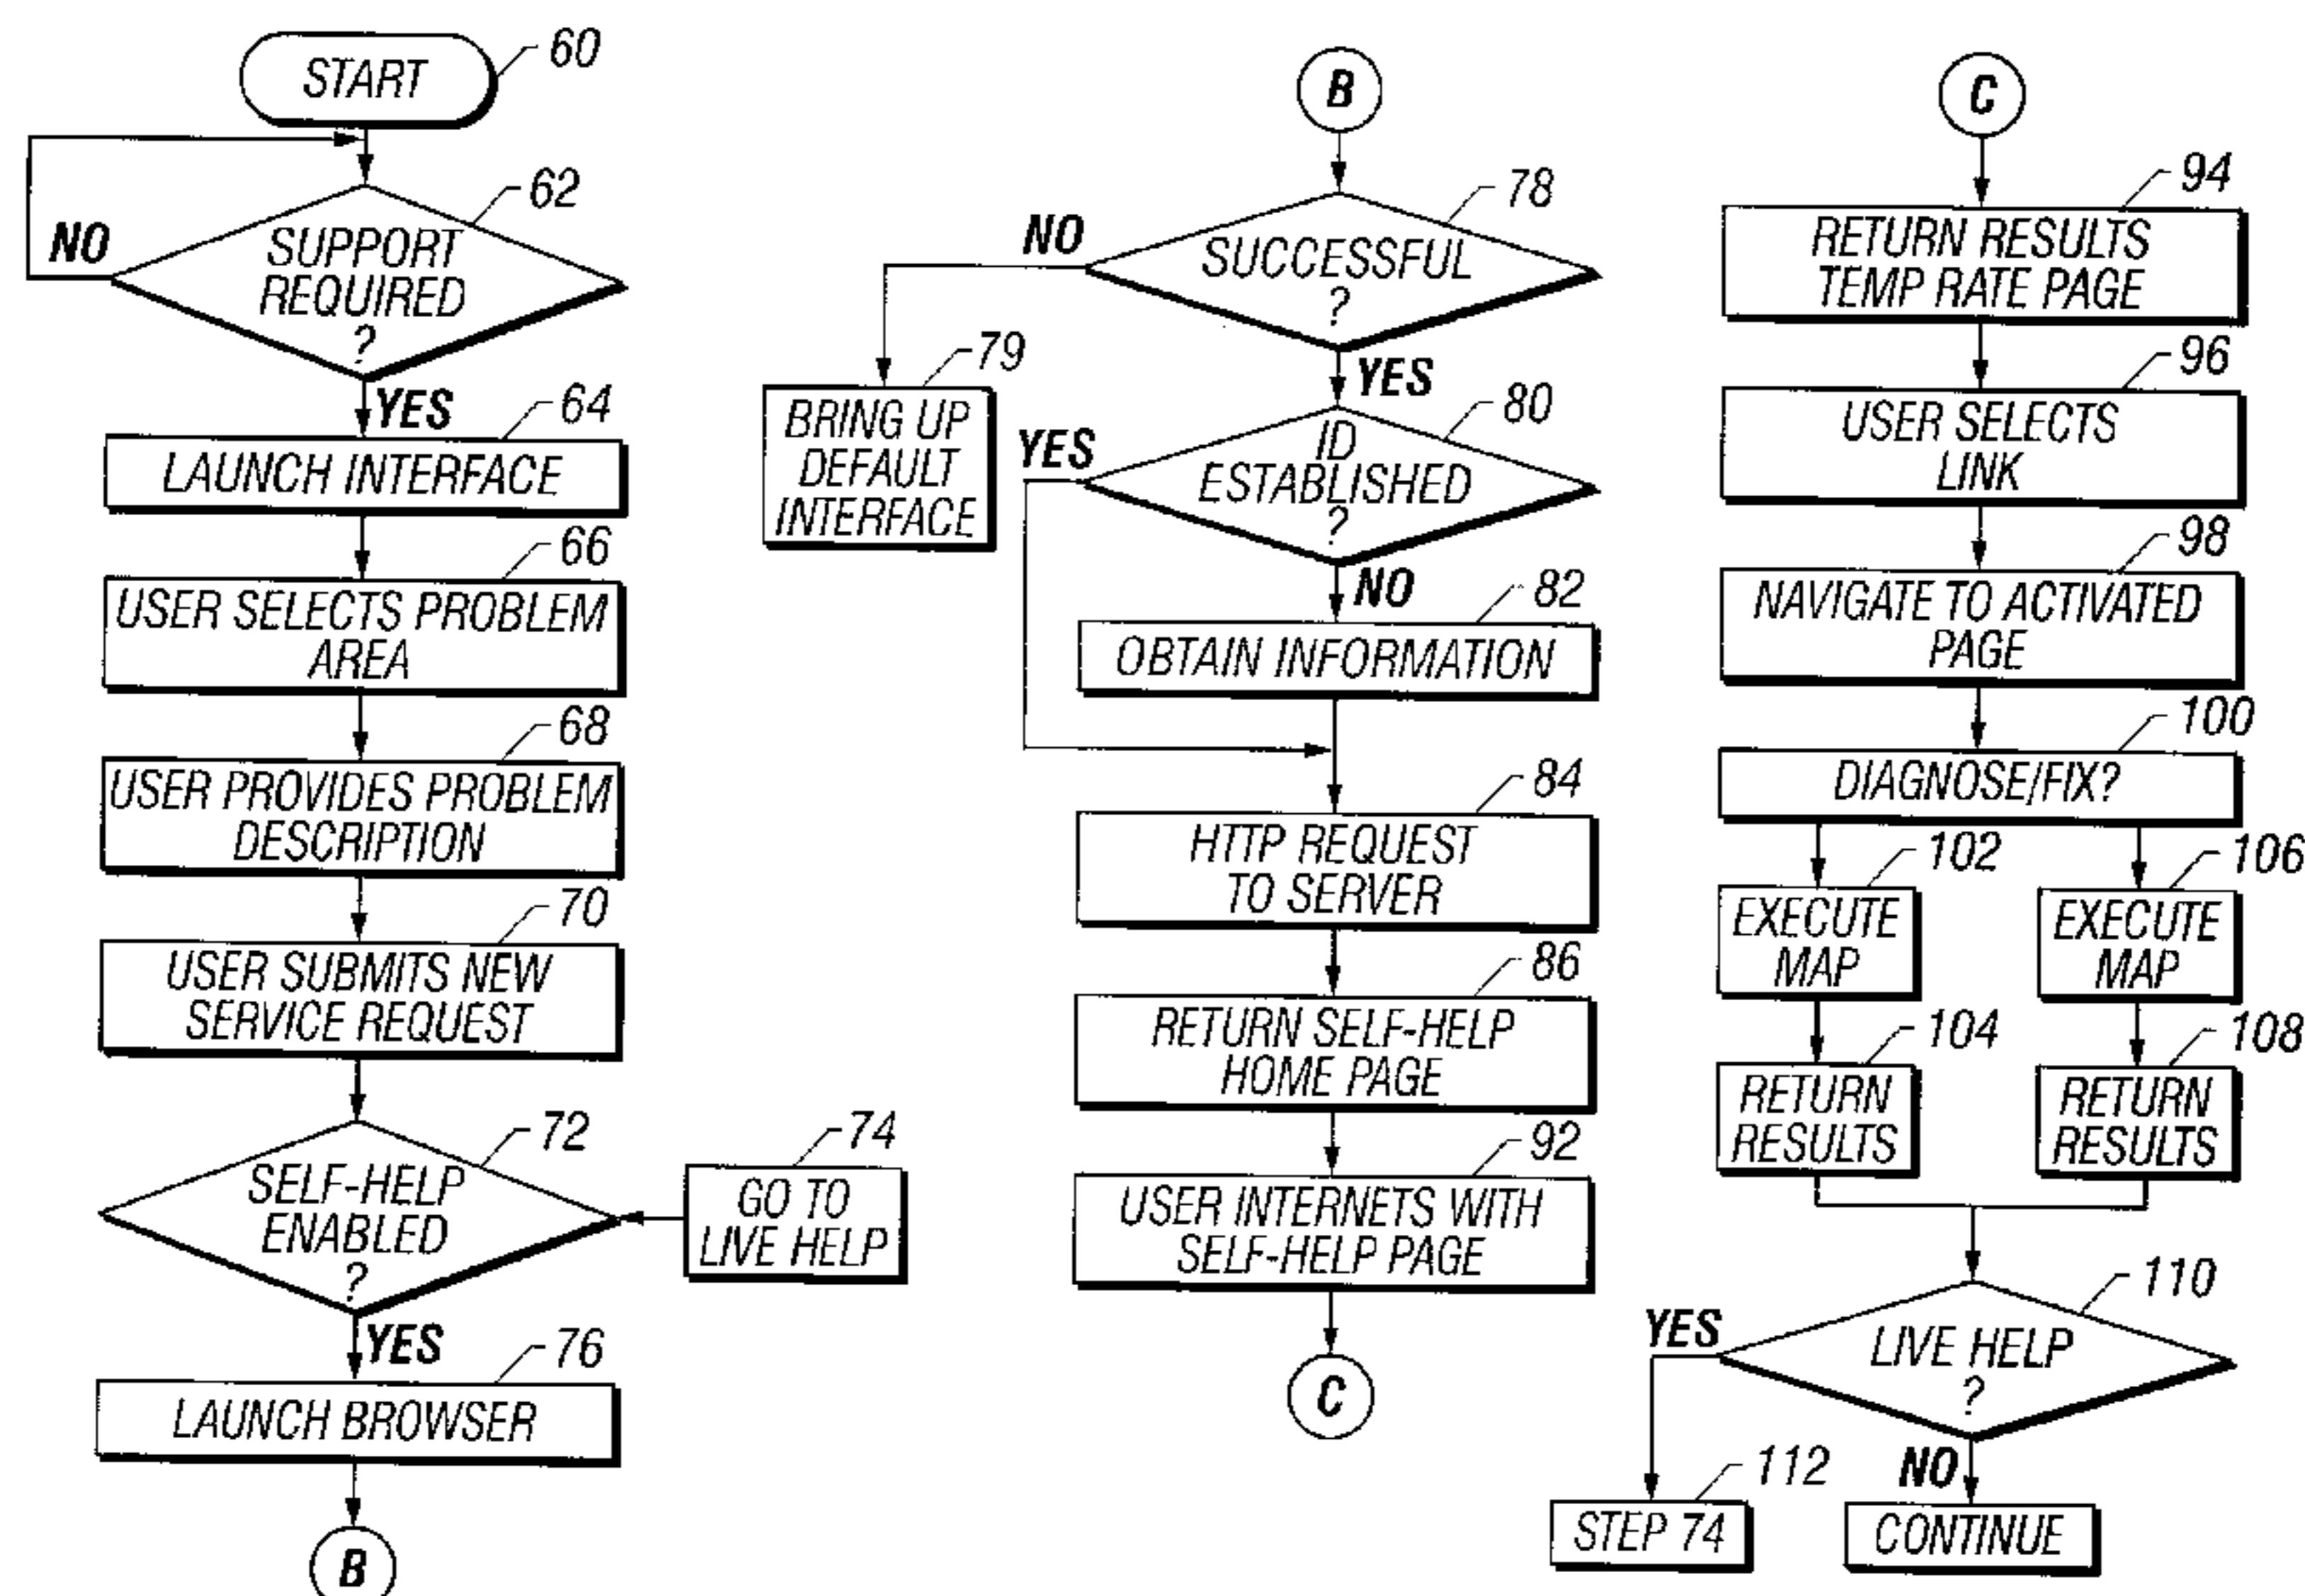 START
60
62
SUPPORT
REQUIRED
?
NO
YES
64
LAUNCH INTERFACE
66
USER SELECTS PROBLEM
AREA
68
USER PROVIDES PROBLEM
DESCRIPTION
70
USER SUBMITS NEW
SERVICE REQUEST
72
SELF-HELP
ENABLED
?
74
GO TO
LIVE HELP
YES
76
LAUNCH BROWSER
B
B
78
SUCCESSFUL
?
NO
79
BRING UP
DEFAULT
INTERFACE
YES
80
ID
ESTABLISHED
?
YES
NO
82
OBTAIN INFORMATION
84
HTTP REQUEST
TO SERVER
86
RETURN SELF-HELP
HOME PAGE
92
USER INTERNETS WITH
SELF-HELP PAGE
C
C
94
RETURN RESULTS
TEMP RATE PAGE
96
USER SELECTS
LINK
98
NAVIGATE TO ACTIVATED
PAGE
100
DIAGNOSE/FIX?
102
EXECUTE
MAP
104
RETURN
RESULTS
106
EXECUTE
MAP
108
RETURN
RESULTS
110
LIVE HELP
?
YES
112
STEP 74
NO
CONTINUE